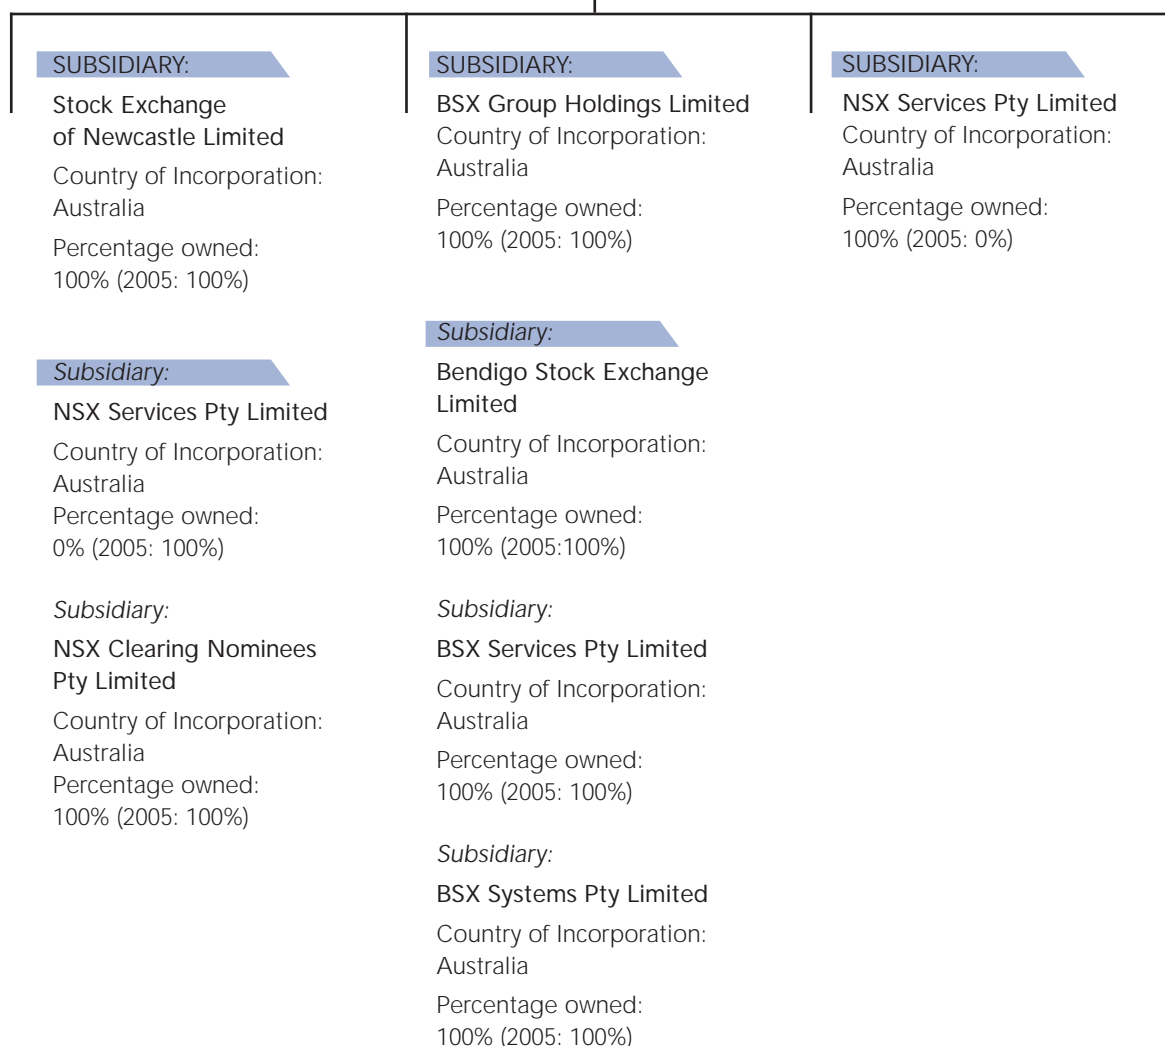 SUBSIDIARY:
Stock Exchange
of Newcastle Limited
Country of Incorporation:
Australia
Percentage owned:
100% (2005: 100%)
Subsidiary:
NSX Services Pty Limited
Country of Incorporation:
Australia
Percentage owned:
0% (2005: 100%)
Subsidiary:
NSX Clearing Nominees
Pty Limited
Country of Incorporation:
Australia
Percentage owned:
100% (2005: 100%)
SUBSIDIARY:
BSX Group Holdings Limited
Country of Incorporation:
Australia
Percentage owned:
100% (2005: 100%)
Subsidiary:
Bendigo Stock Exchange
Limited
Country of Incorporation:
Australia
Percentage owned:
100% (2005:100%)
Subsidiary:
BSX Services Pty Limited
Country of Incorporation:
Australia
Percentage owned:
100% (2005: 100%)
Subsidiary:
BSX Systems Pty Limited
Country of Incorporation:
Australia
Percentage owned:
100% (2005: 100%)
SUBSIDIARY:
NSX Services Pty Limited
Country of Incorporation:
Australia
Percentage owned:
100% (2005: 0%)